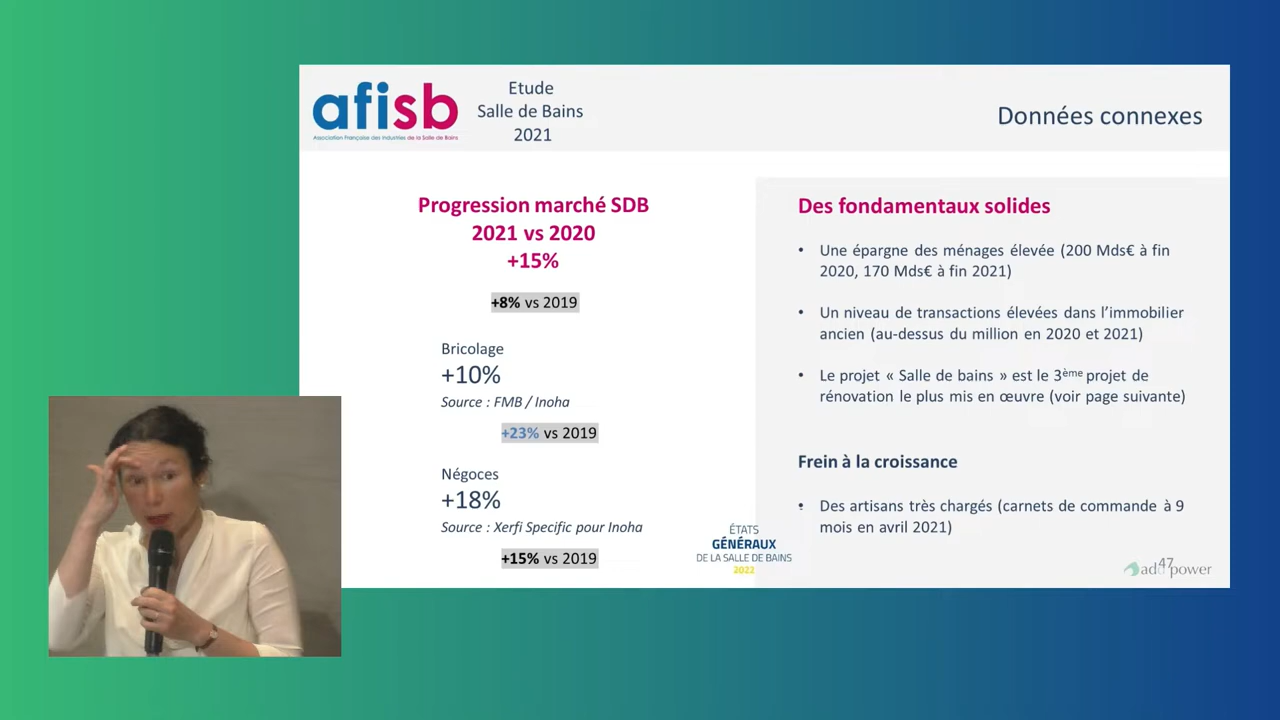 afisb
Association Française des Industries de la Salle de Bains
Etude
Salle de Bains
2021
Données connexes
Progression marché SDB
2021 vs 2020
+15%
+8% vs 2019
Bricolage
+10%
Source : FMB / Inoha
+23% vs 2019
Négoces
+18%
Source : Xerfi Specific pour Inoha
+15% vs 2019
Des fondamentaux solides
• Une épargne des ménages élevée (200 Mds€ à fin
2020, 170 Mds€ à fin 2021)
• Un niveau de transactions élevées dans l’immobilier
ancien (au-dessus du million en 2020 et 2021)
• Le projet « Salle de bains » est le 3ème projet de
rénovation le plus mis en œuvre (voir page suivante)
Frein à la croissance
• Des artisans très chargés (carnets de commande à 9
mois en avril 2021)
ÉTATS
GÉNÉRAUX
DE LA SALLE DE BAINS
2022
47
add power